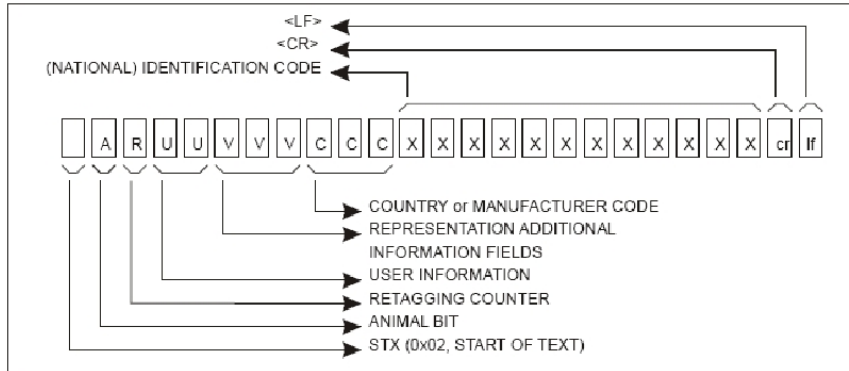 <LF>
<CR>
(NATIONAL) IDENTIFICATION CODE
A R U U V V V C C C X X X X X X X X X X X X cr lf
COUNTRY or MANUFACTURER CODE
REPRESENTATION ADDITIONAL
INFORMATION FIELDS
USER INFORMATION
RETAGGING COUNTER
ANIMAL BIT
STX (0x02, START OF TEXT)